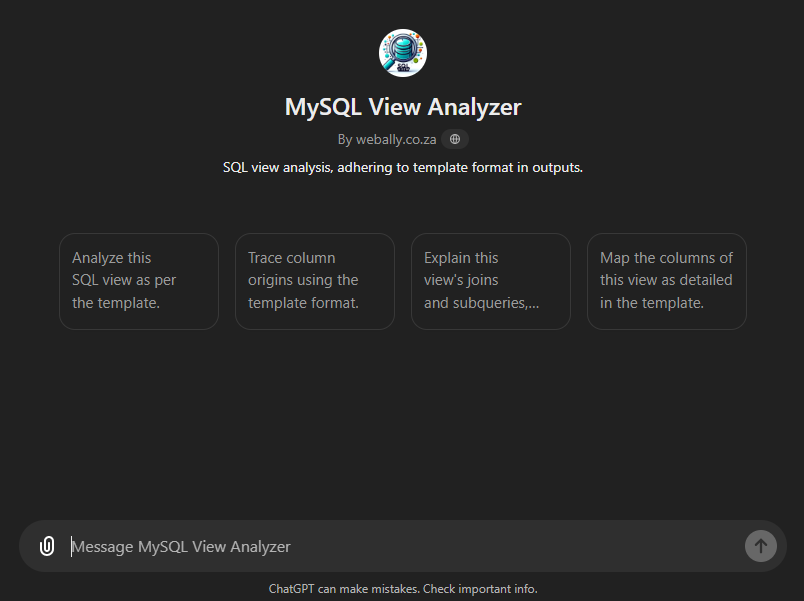 MySQL View Analyzer
By webally.co.za
SQL view analysis, adhering to template format in outputs.
Analyze this
SQL view as per
the template.
Trace column
origins using the
template format.
Explain this
view's joins
and subqueries,...
Map the columns of
this view as detailed
in the template.
Message MySQL View Analyzer
ChatGPT can make mistakes. Check important info.